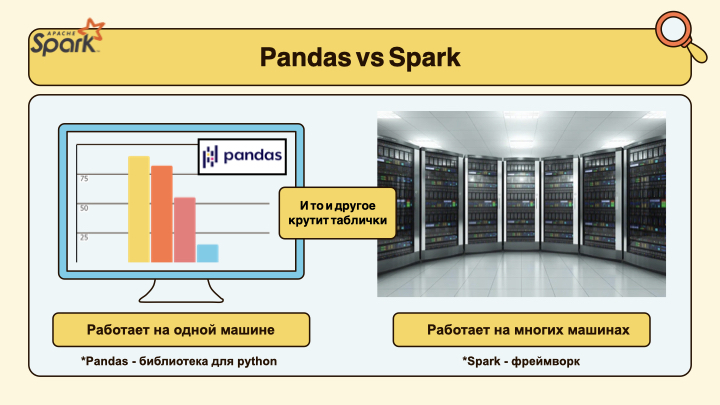 APACHE
Spark
Pandas vs Spark
75
50
25
pandas
И то и другое
крутит таблички
Работает на одной машине
Работает на многих машинах
*Pandas - библиотека для python
*Spark - фреймворк